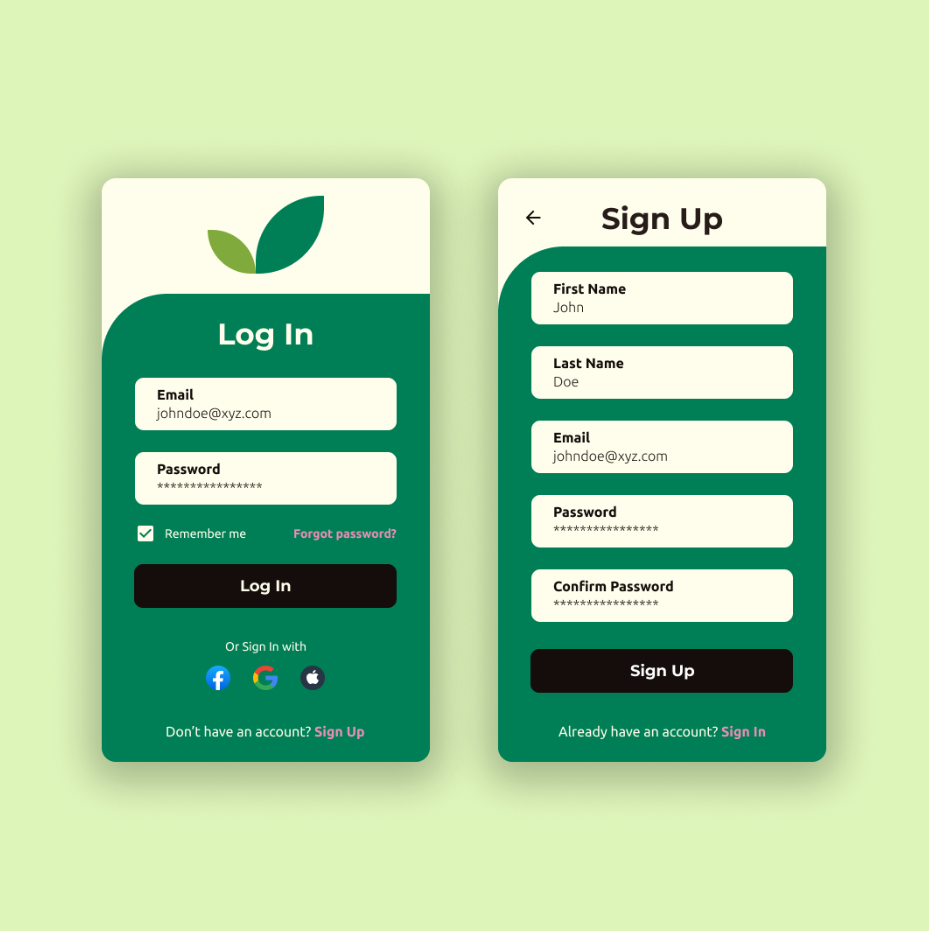 Log In
Email
johndoe@xyz.com
Password
****************
Remember me
Forgot password?
Log In
Or Sign In with
Don't have an account? Sign Up
Sign Up
First Name
John
Last Name
Doe
Email
johndoe@xyz.com
Password
****************
Confirm Password
****************
Sign Up
Already have an account? Sign In